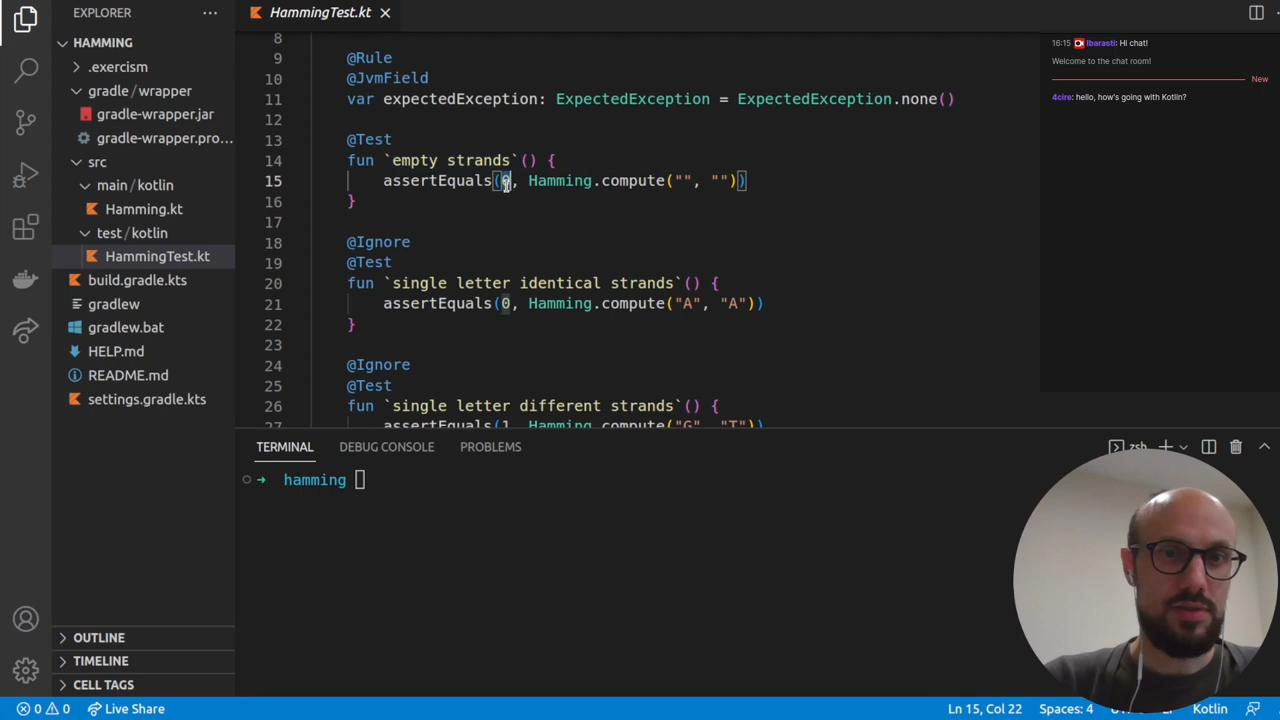 EXPLORER
HAMMING
.exercism
gradle / wrapper
gradle-wrapper.jar
gradle-wrapper.pro...
src
main / kotlin
Hamming.kt
test / kotlin
HammingTest.kt
build.gradle.kts
gradlew
gradlew.bat
HELP.md
README.md
settings.gradle.kts
OUTLINE
TIMELINE
CELL TAGS
HammingTest.kt
8
9 @Rule
10 @JvmField
11 var expectedException: ExpectedException = ExpectedException.none()
12
13 @Test
14 fun `empty strands`() {
15 assertEquals(0, Hamming.compute("", ""))
16 }
17
18 @Ignore
19 @Test
20 fun `single letter identical strands`() {
21 assertEquals(0, Hamming.compute("A", "A"))
22 }
23
24 @Ignore
25 @Test
26 fun `single letter different strands`() {
27 assertEquals(1, Hamming.compute("G", "T"))
16:15 lbarasti: Hi chat!
Welcome to the chat room!
New
4cire: hello, how's going with Kotlin?
TERMINAL
DEBUG CONSOLE
PROBLEMS
zsh
➜ hamming
0 0
Live Share
Ln 15, Col 22
Spaces: 4
Kotlin